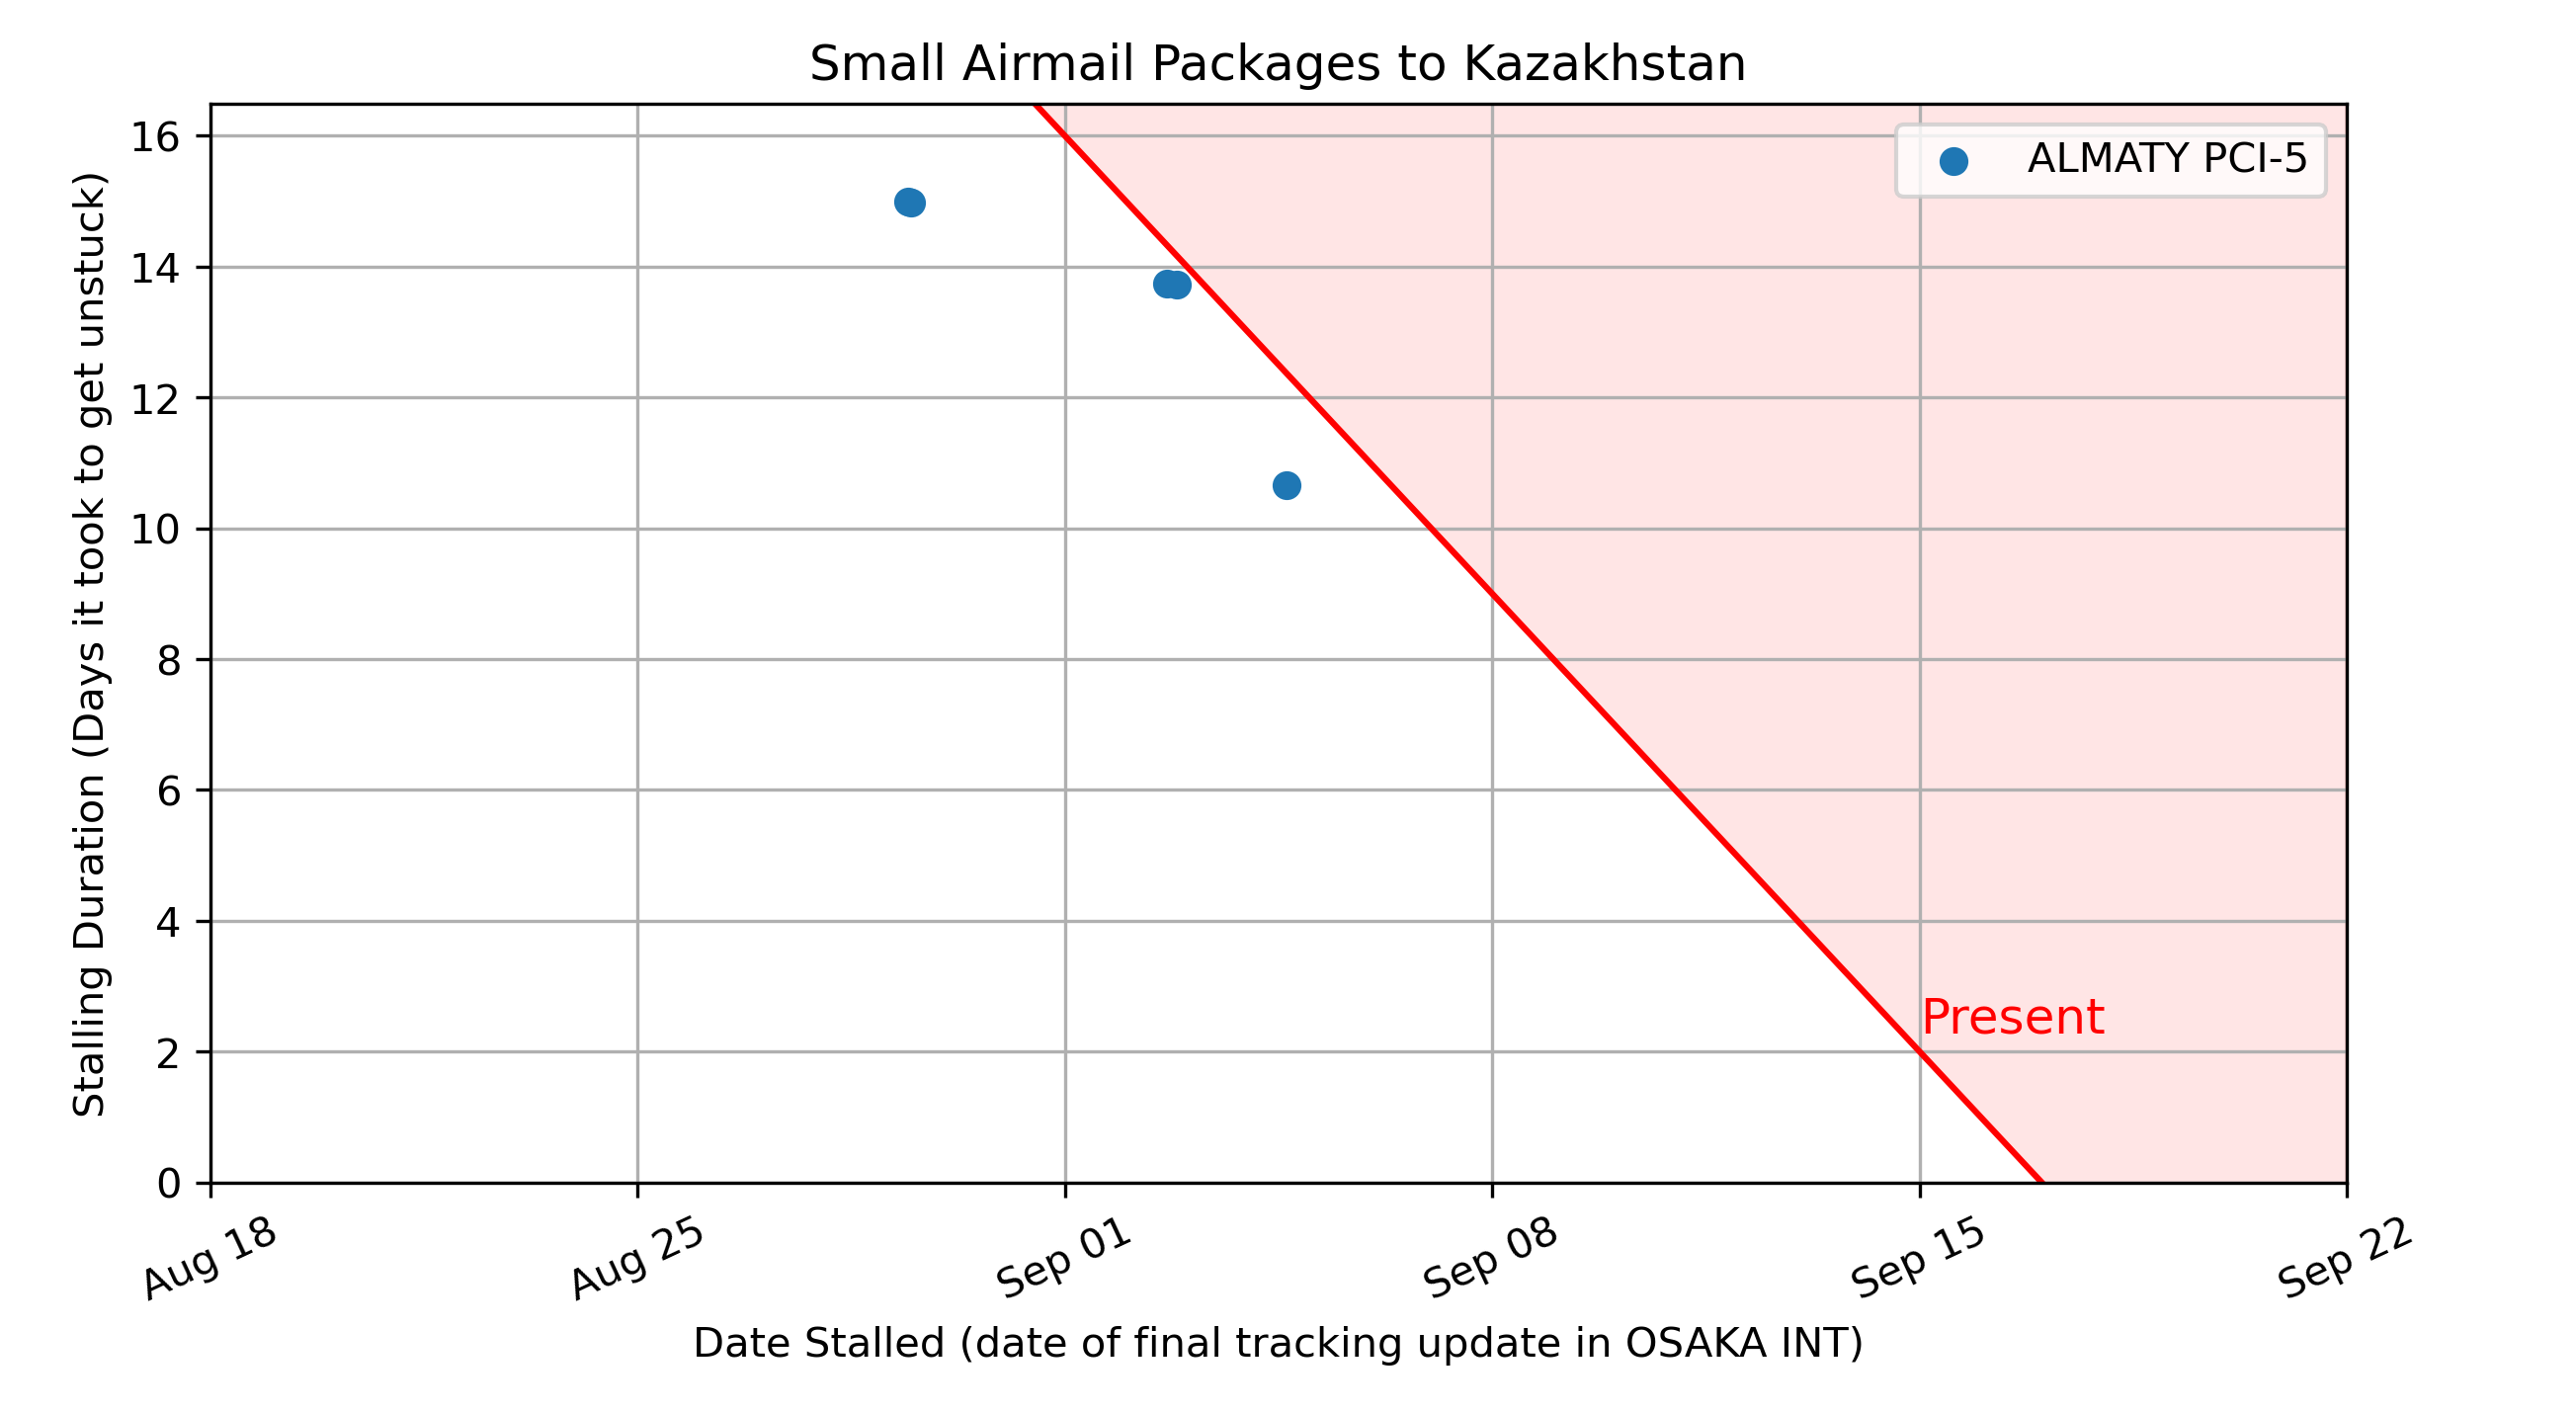 Small Airmail Packages to Kazakhstan
Stalling Duration (Days it took to get unstuck)
16
14
12
10
8
6
4
2
0
ALMATY PCI-5
Present
Aug 18
Aug 25
Sep 01
Sep 08
Sep 15
Sep 22
Date Stalled (date of final tracking update in OSAKA INT)